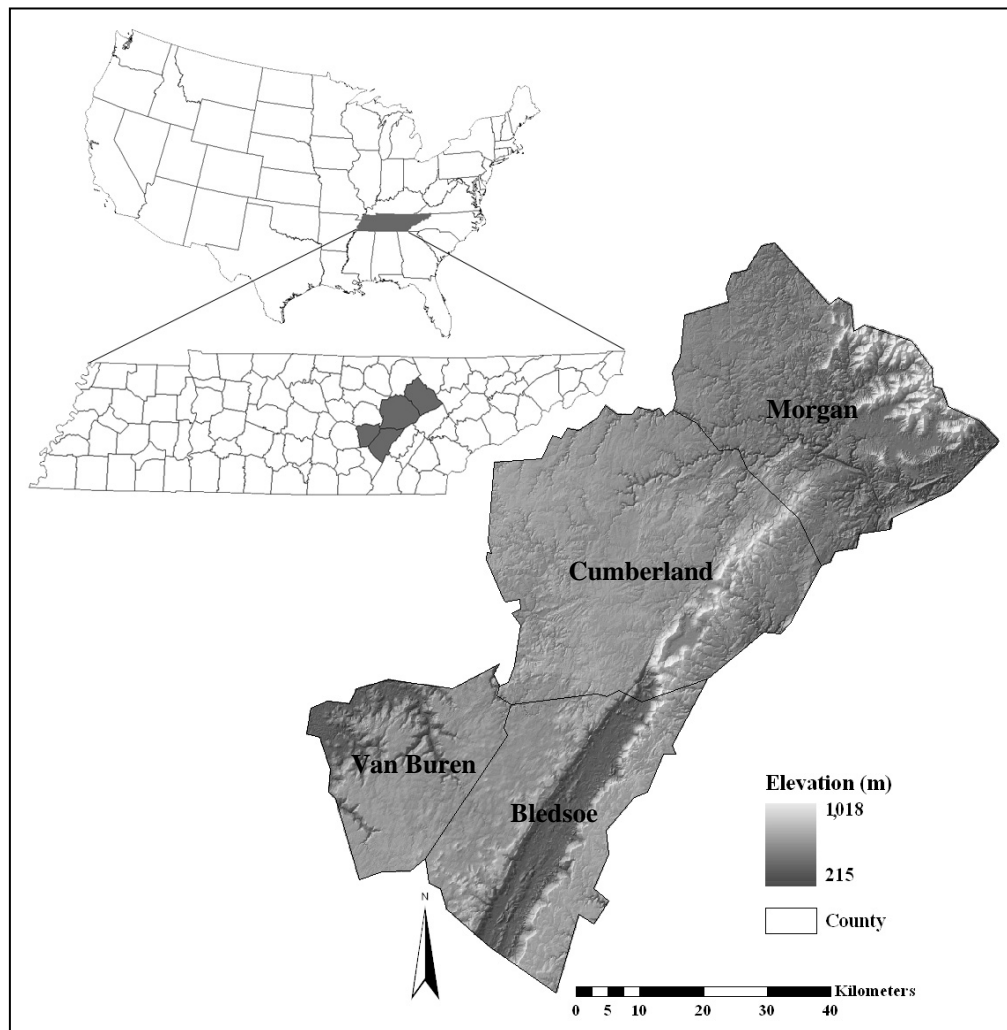 Morgan
Cumberland
Van Buren
Bledsoe
Elevation (m)
1,018
215
County
N
Kilometers
0 5 10 20 30 40